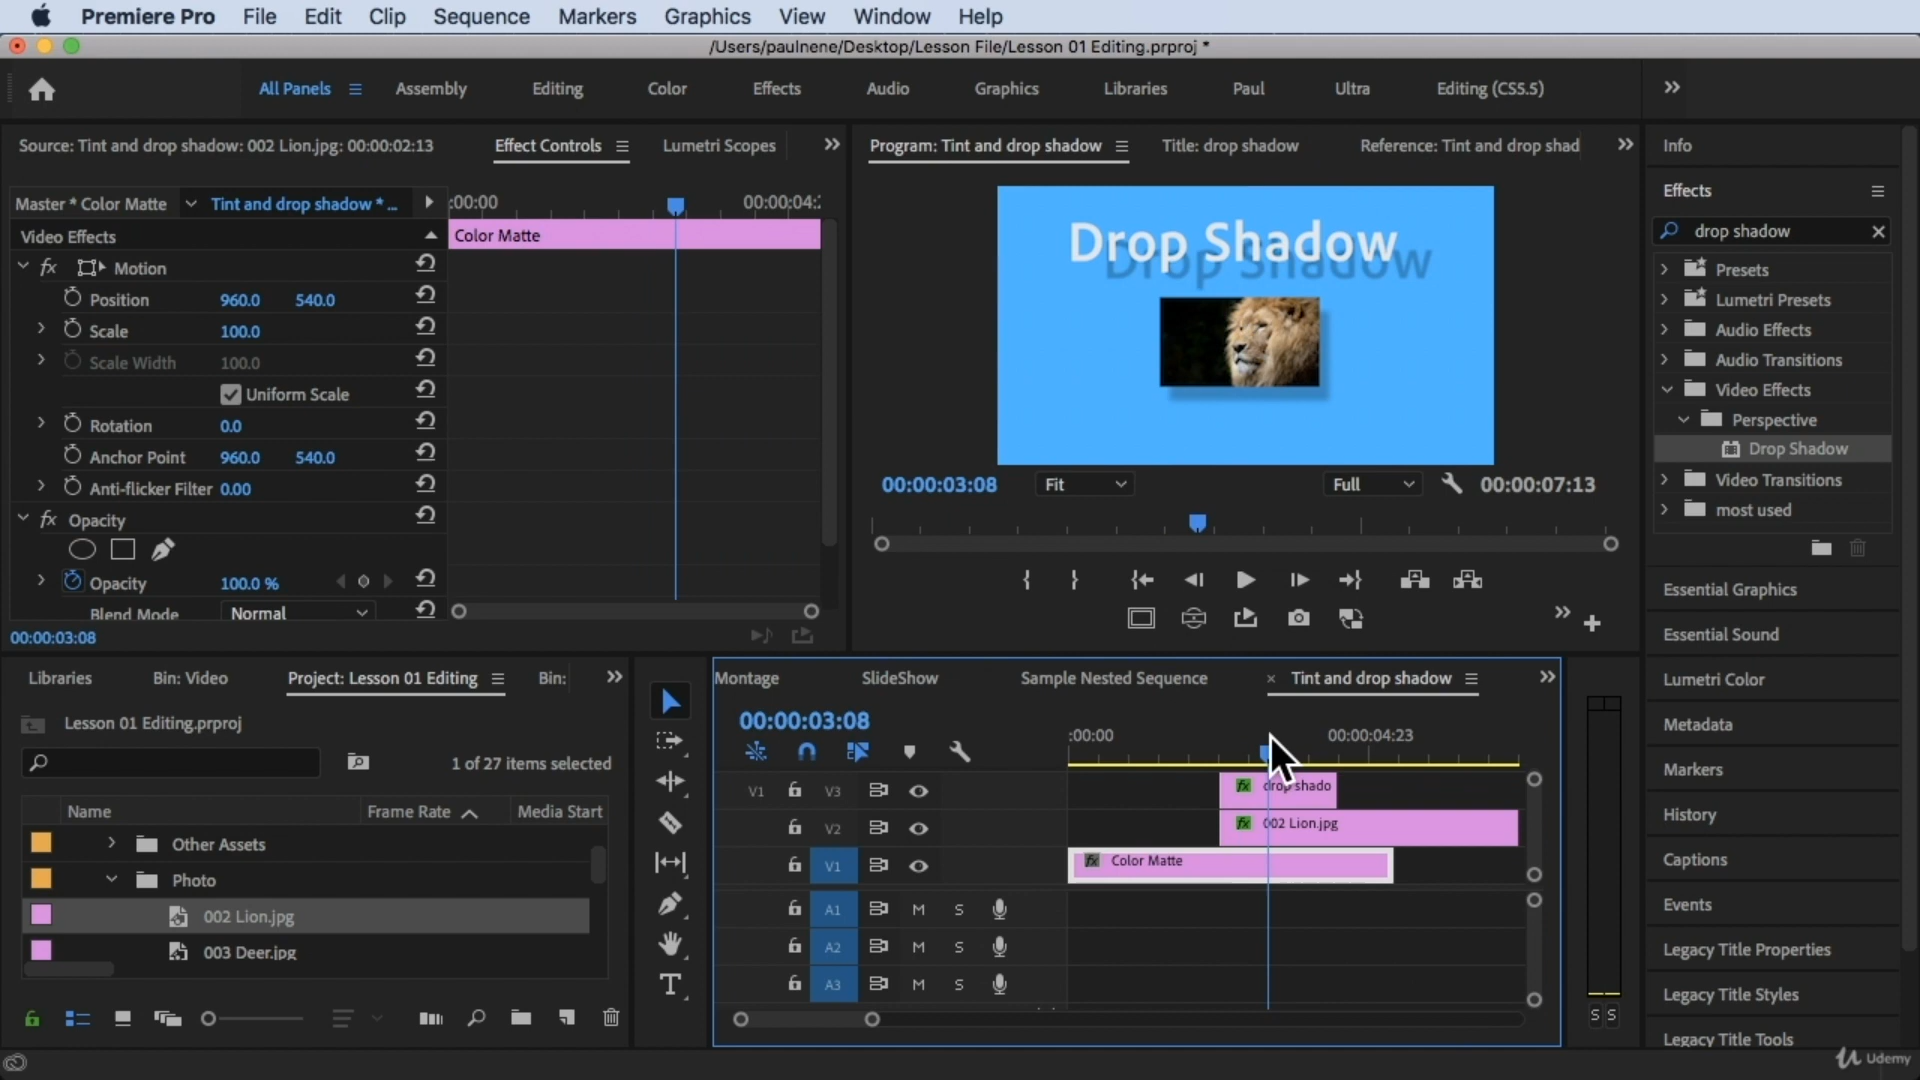 Premiere Pro File Edit Clip Sequence Markers Graphics View Window Help
/Users/paulnene/Desktop/Lesson File/Lesson 01 Editing.prproj *
All Panels Assembly Editing Color Effects Audio Graphics Libraries Paul Ultra Editing (CS5.5)
Source: Tint and drop shadow: 002 Lion.jpg: 00:00:02:13 Effect Controls Lumetri Scopes
Master * Color Matte Tint and drop shadow * ... :00:00 00:00:04:2
Video Effects Color Matte
fx Motion
Position 960.0 540.0
Scale 100.0
Scale Width 100.0
Uniform Scale
Rotation 0.0
Anchor Point 960.0 540.0
Anti-flicker Filter 0.00
fx Opacity
Opacity 100.0 %
Blend Mode Normal
00:00:03:08
Program: Tint and drop shadow Title: drop shadow Reference: Tint and drop shad
Drop Shadow
00:00:03:08 Fit Full 00:00:07:13
Info
Effects
drop shadow
Presets
Lumetri Presets
Audio Effects
Audio Transitions
Video Effects
Perspective
Drop Shadow
Video Transitions
most used
Essential Graphics
Essential Sound
Lumetri Color
Metadata
Markers
History
Captions
Events
Legacy Title Properties
Legacy Title Styles
Legacy Title Tools
Libraries Bin: Video Project: Lesson 01 Editing Bin:
Lesson 01 Editing.prproj
1 of 27 items selected
Name Frame Rate Media Start
Other Assets
Photo
002 Lion.jpg
003 Deer.jpg
T
Montage SlideShow Sample Nested Sequence × Tint and drop shadow
00:00:03:08
:00:00 00:00:04:23
V1 V3 fx drop shado
V2 fx 002 Lion.jpg
V1 fx Color Matte
A1 M S
A2 M S
A3 M S
S S
Udemy